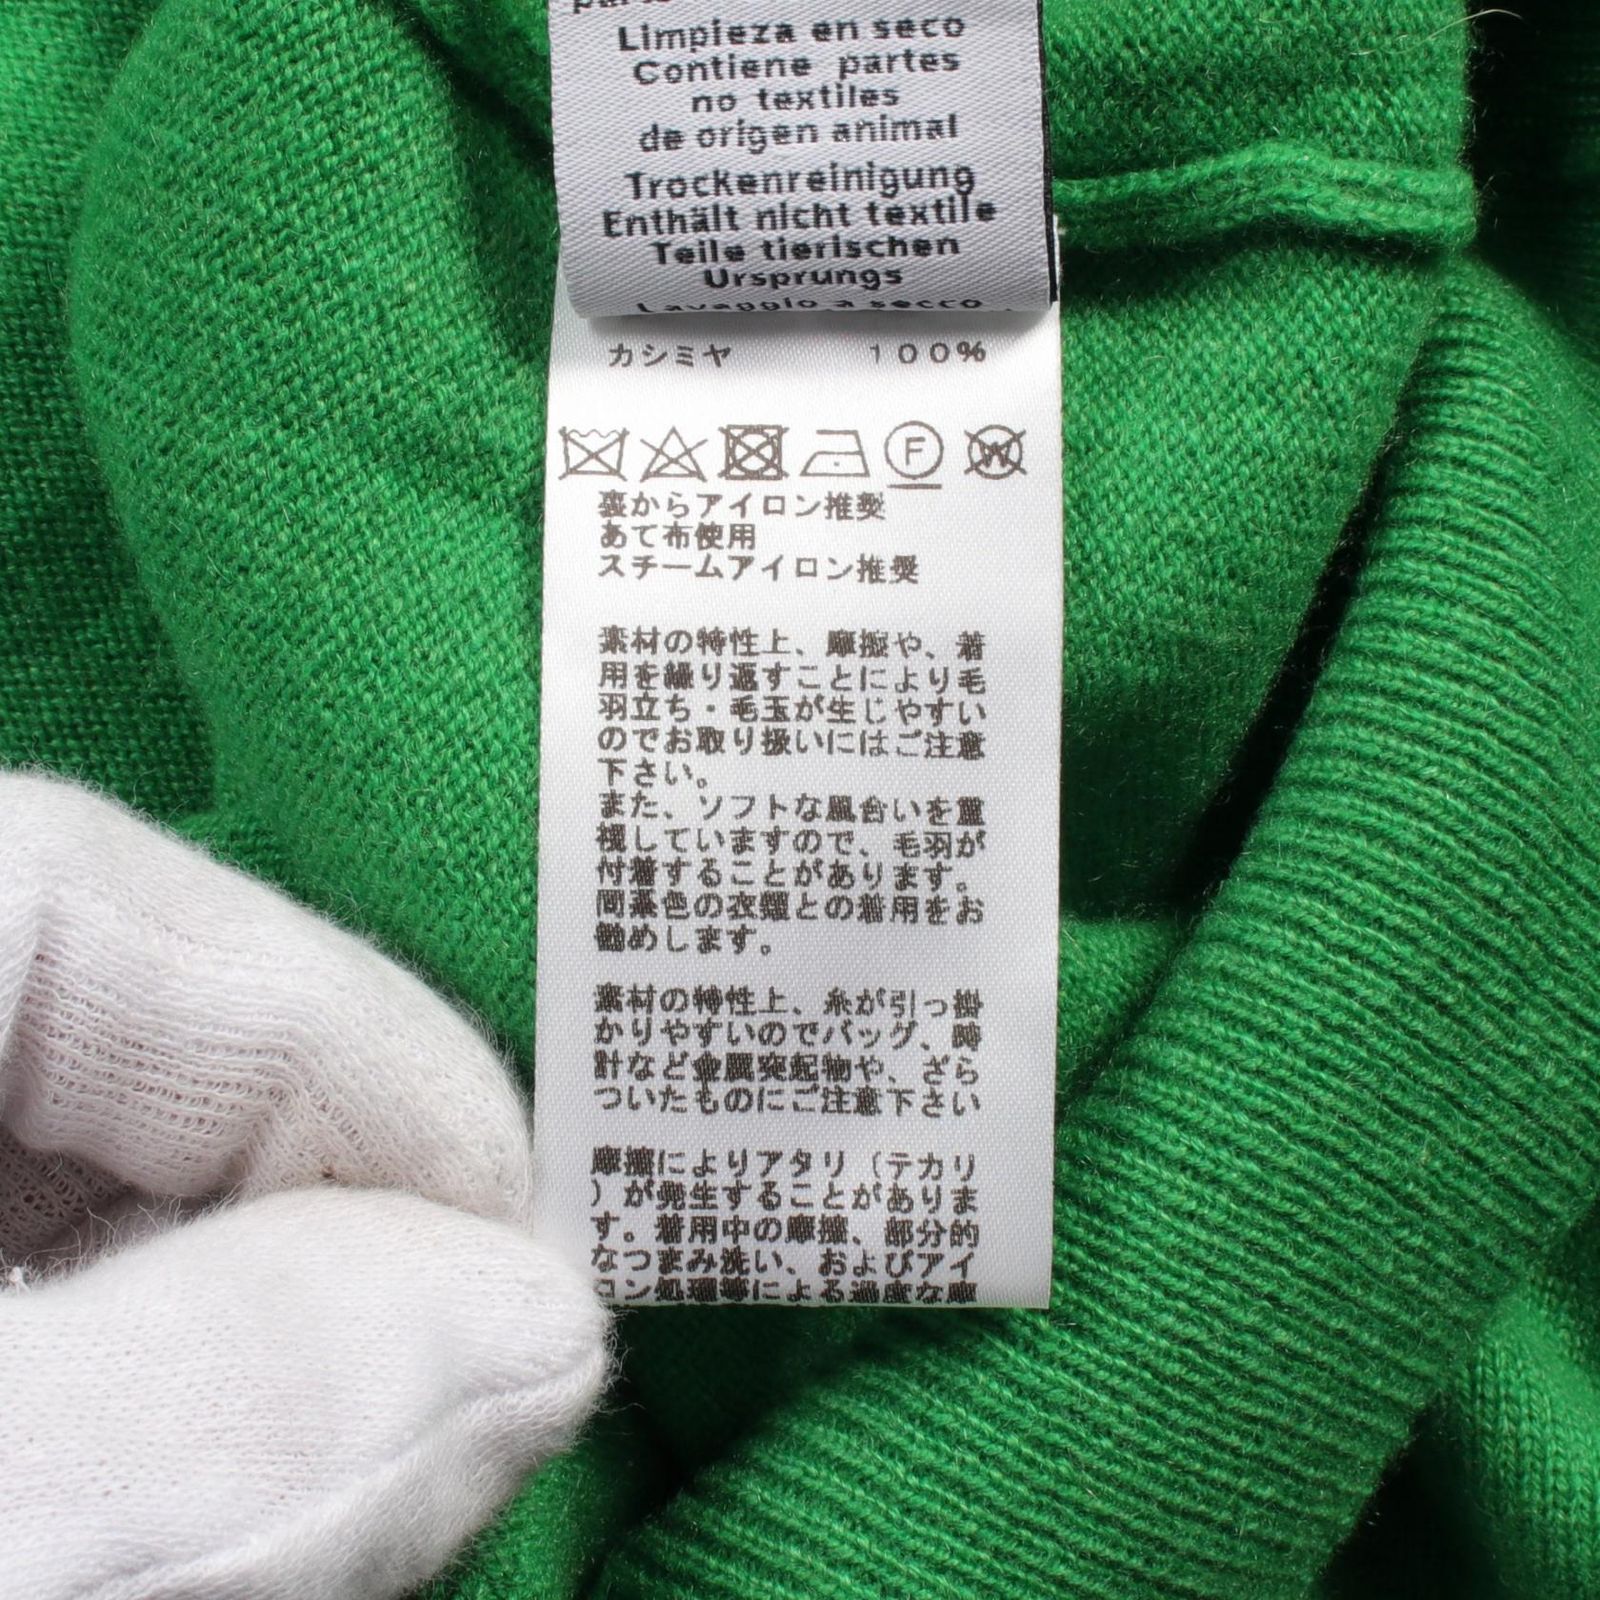 Limpieza en seco
Contiene partes
no textiles
de origen animal
Trockenreinigung
Enthält nicht textile
Teile tierischen
Ursprungs
Lavaggio a secco
カシミヤ １００％
F W
裏からアイロン推奨
あて布使用
スチームアイロン推奨
素材の特性上、摩擦や、着
用を繰り返すことにより毛
羽立ち・毛玉が生じやすい
のでお取り扱いにはご注意
下さい。
また、ソフトな風合いを重
視していますので、毛羽が
付着することがあります。
同系色の衣類との着用をお
勧めします。
素材の特性上、糸が引っ掛
かりやすいのでバッグ、時
計など金属突起物や、ざら
ついたものにご注意下さい
摩擦によりアタリ（テカリ
）が発生することがありま
す。着用中の摩擦、部分的
なつまみ洗い、およびアイ
ロン処理等による過度な摩